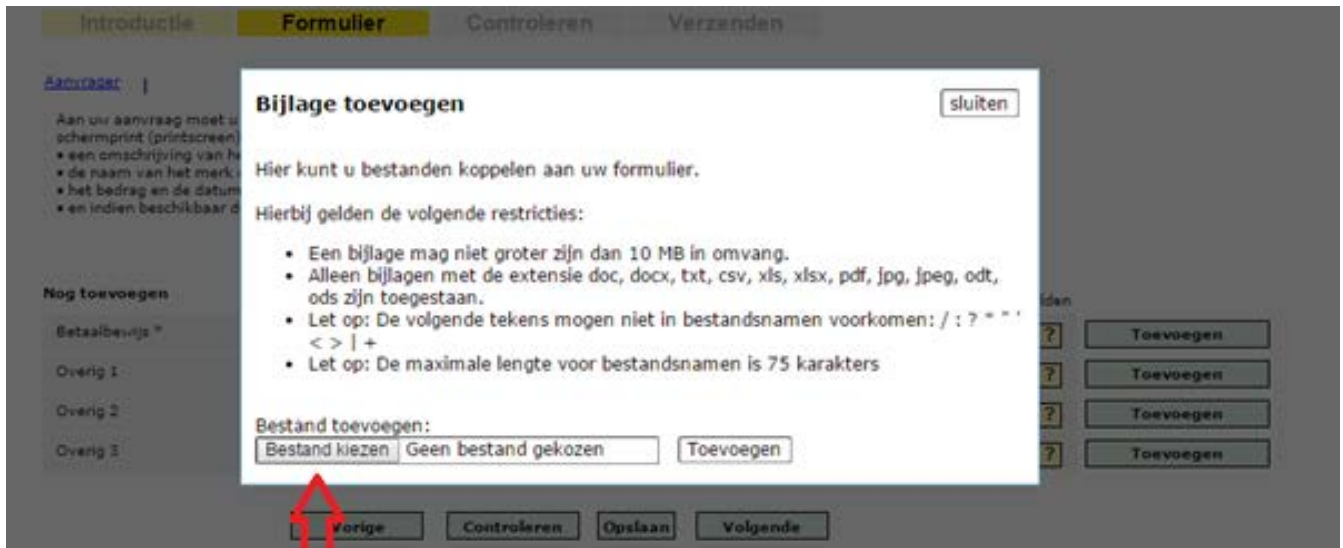 Introductie Formulier Controleren Verzenden
Aanvrager |
Bijlage toevoegen sluiten
Aan uw aanvraag moet u
schermprint (printscreen)
• een omschrijving van he
• de naam van het merk
• het bedrag en de datum
• en indien beschikbaar d
Hier kunt u bestanden koppelen aan uw formulier.
Hierbij gelden de volgende restricties:
• Een bijlage mag niet groter zijn dan 10 MB in omvang.
• Alleen bijlagen met de extensie doc, docx, txt, csv, xls, xlsx, pdf, jpg, jpeg, odt,
ods zijn toegestaan.
• Let op: De volgende tekens mogen niet in bestandsnamen voorkomen: / : ? * " '
< > | +
• Let op: De maximale lengte voor bestandsnamen is 75 karakters
Nog toevoegen iden
Betaalbewijs * ? Toevoegen
Overig 1 ? Toevoegen
Overig 2 ? Toevoegen
Overig 3 ? Toevoegen
Bestand toevoegen:
Bestand kiezen Geen bestand gekozen Toevoegen
Vorige Controleren Opslaan Volgende